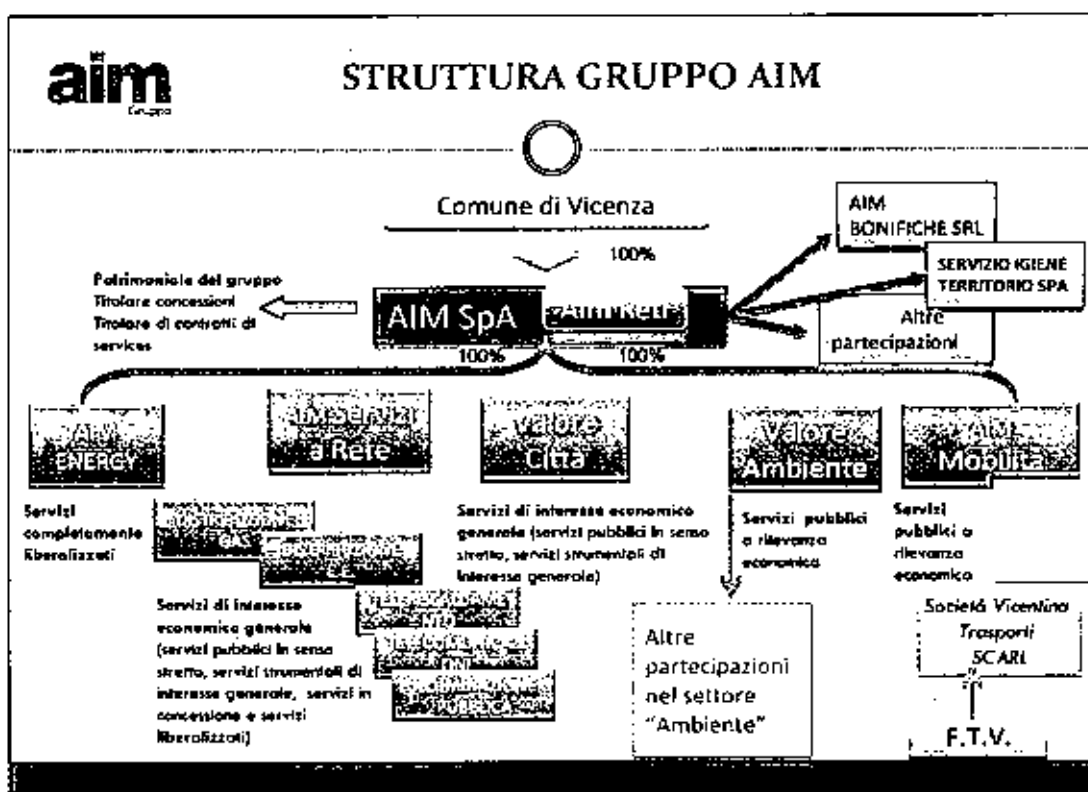 aim
Gruppo
STRUTTURA GRUPPO AIM
Comune di Vicenza
100%
AIM
BONIFICHE SRL
SERVIZIO IGIENE
TERRITORIO SPA
Altre
partecipazioni
Patrimoniale del gruppo
Titolare concessioni
Titolare di contratti di
services
AIM SpA
Aim Reti
100%
100%
AIM
ENERGY
AIM Servizi
a Rete
Valore
Città
Valore
Ambiente
AIM
Mobilità
Servizi
completamente
liberalizzati
Servizi di interesse economico
generale (servizi pubblici in senso
stretto, servizi strumentali di
interesse generale)
Servizi pubblici
a rilevanza
economica
Servizi
pubblici a
rilevanza
economica
Servizi di interesse
economico generale
(servizi pubblici in senso
stretto, servizi strumentali di
interesse generale, servizi in
concessione e servizi
liberalizzati)
Altre
partecipazioni
nel settore
“Ambiente”
Società Vicentina
Trasporti
SCARL
F.T.V.